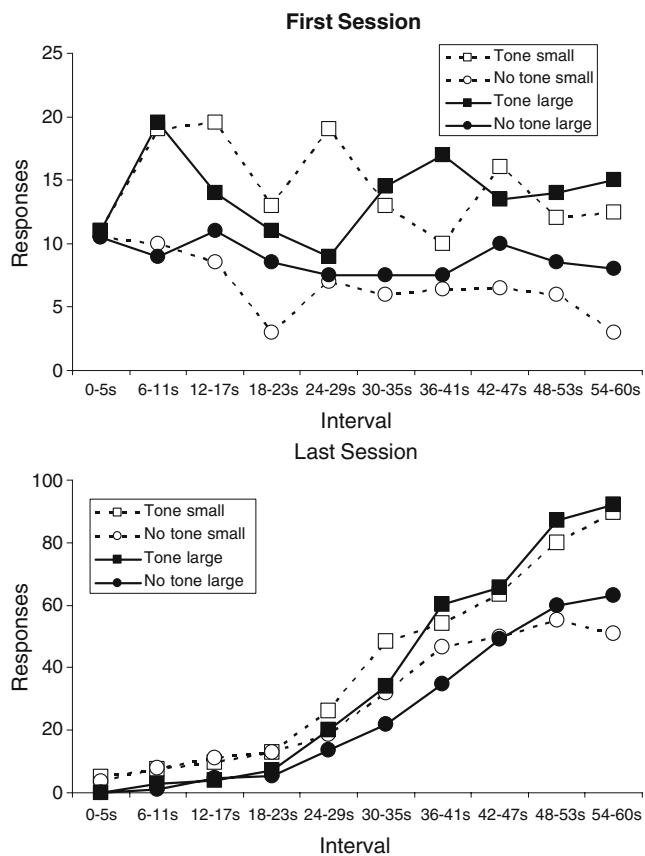 First Session
Tone small
No tone small
Tone large
No tone large
25
20
15
10
5
0
Responses
0-5s 6-11s 12-17s 18-23s 24-29s 30-35s 36-41s 42-47s 48-53s 54-60s
Interval
Last Session
Tone small
No tone small
Tone large
No tone large
100
80
60
40
20
0
Responses
0-5s 6-11s 12-17s 18-23s 24-29s 30-35s 36-41s 42-47s 48-53s 54-60s
Interval